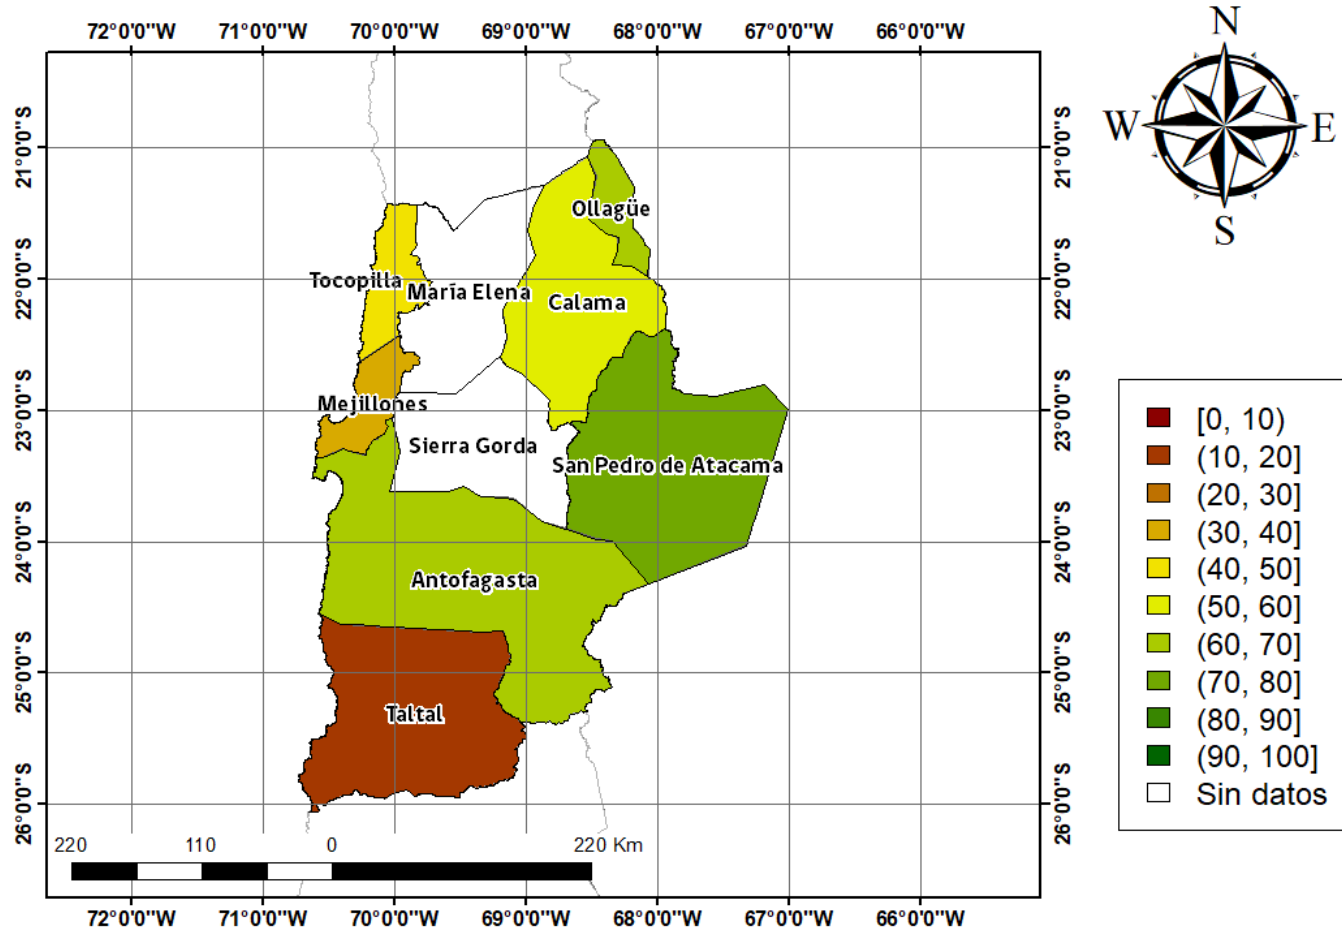 72°0'0"W 71°0'0"W 70°0'0"W 69°0'0"W 68°0'0"W 67°0'0"W 66°0'0"W
N
W E
S
21°0'0"S 21°0'0"S
22°0'0"S 22°0'0"S
23°0'0"S 23°0'0"S
24°0'0"S 24°0'0"S
25°0'0"S 25°0'0"S
26°0'0"S 26°0'0"S
Ollagüe
Tocopilla
María Elena
Calama
Mejillones
Sierra Gorda
San Pedro de Atacama
Antofagasta
Taltal
[0, 10)
(10, 20]
(20, 30]
(30, 40]
(40, 50]
(50, 60]
(60, 70]
(70, 80]
(80, 90]
(90, 100]
Sin datos
220 110 0 220 Km
72°0'0"W 71°0'0"W 70°0'0"W 69°0'0"W 68°0'0"W 67°0'0"W 66°0'0"W